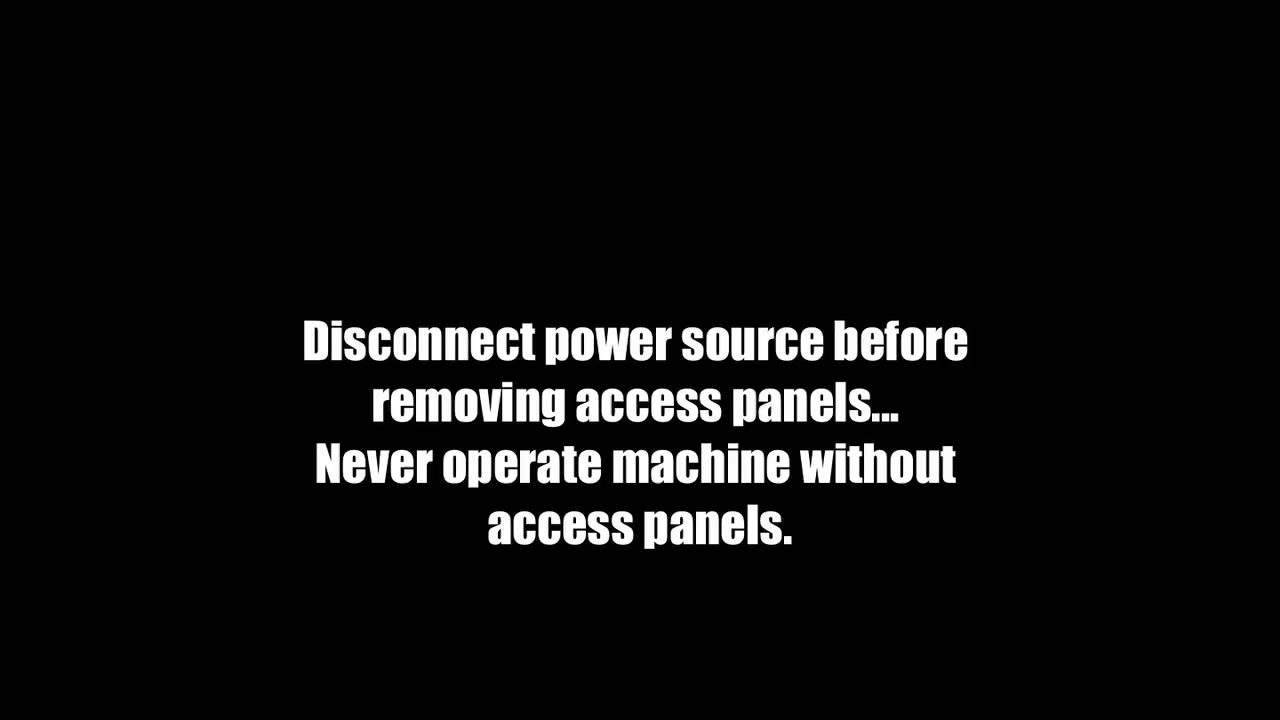 Disconnect power source before
removing access panels...
Never operate machine without
access panels.